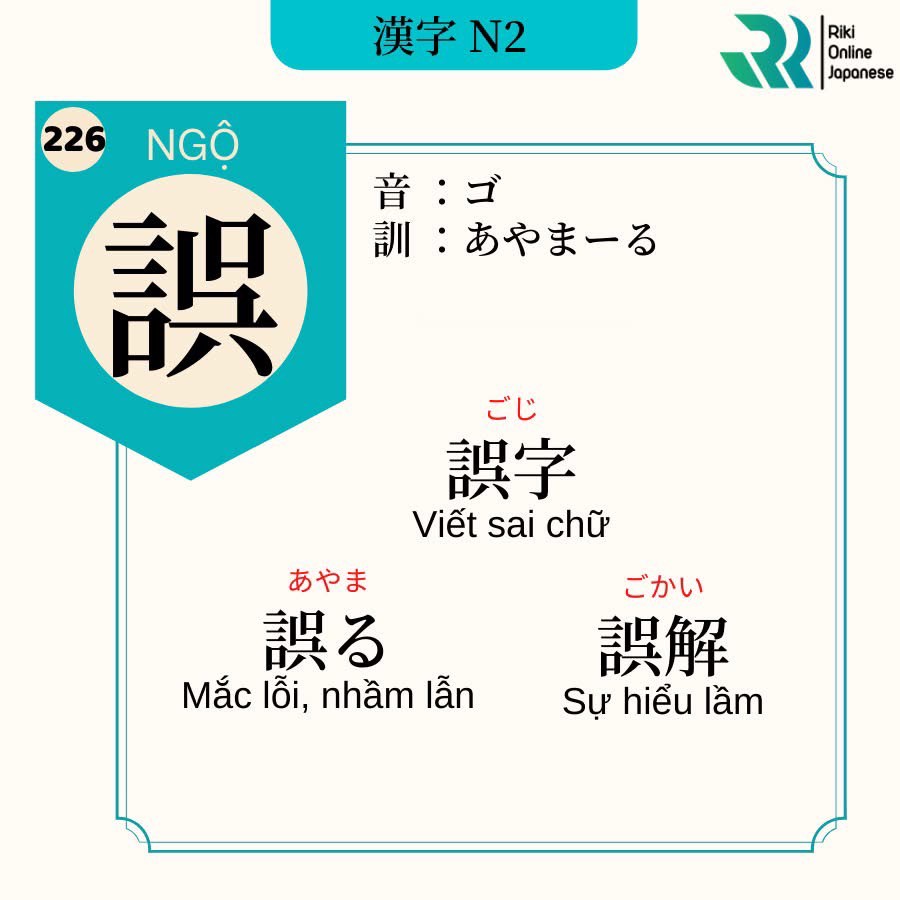 漢字 N2
Riki
Online
Japanese
226
NGỘ
誤
音 ：ゴ
訓 ：あやまーる
ごじ
誤字
Viết sai chữ
あやま
誤る
Mắc lỗi, nhầm lẫn
ごかい
誤解
Sự hiểu lầm